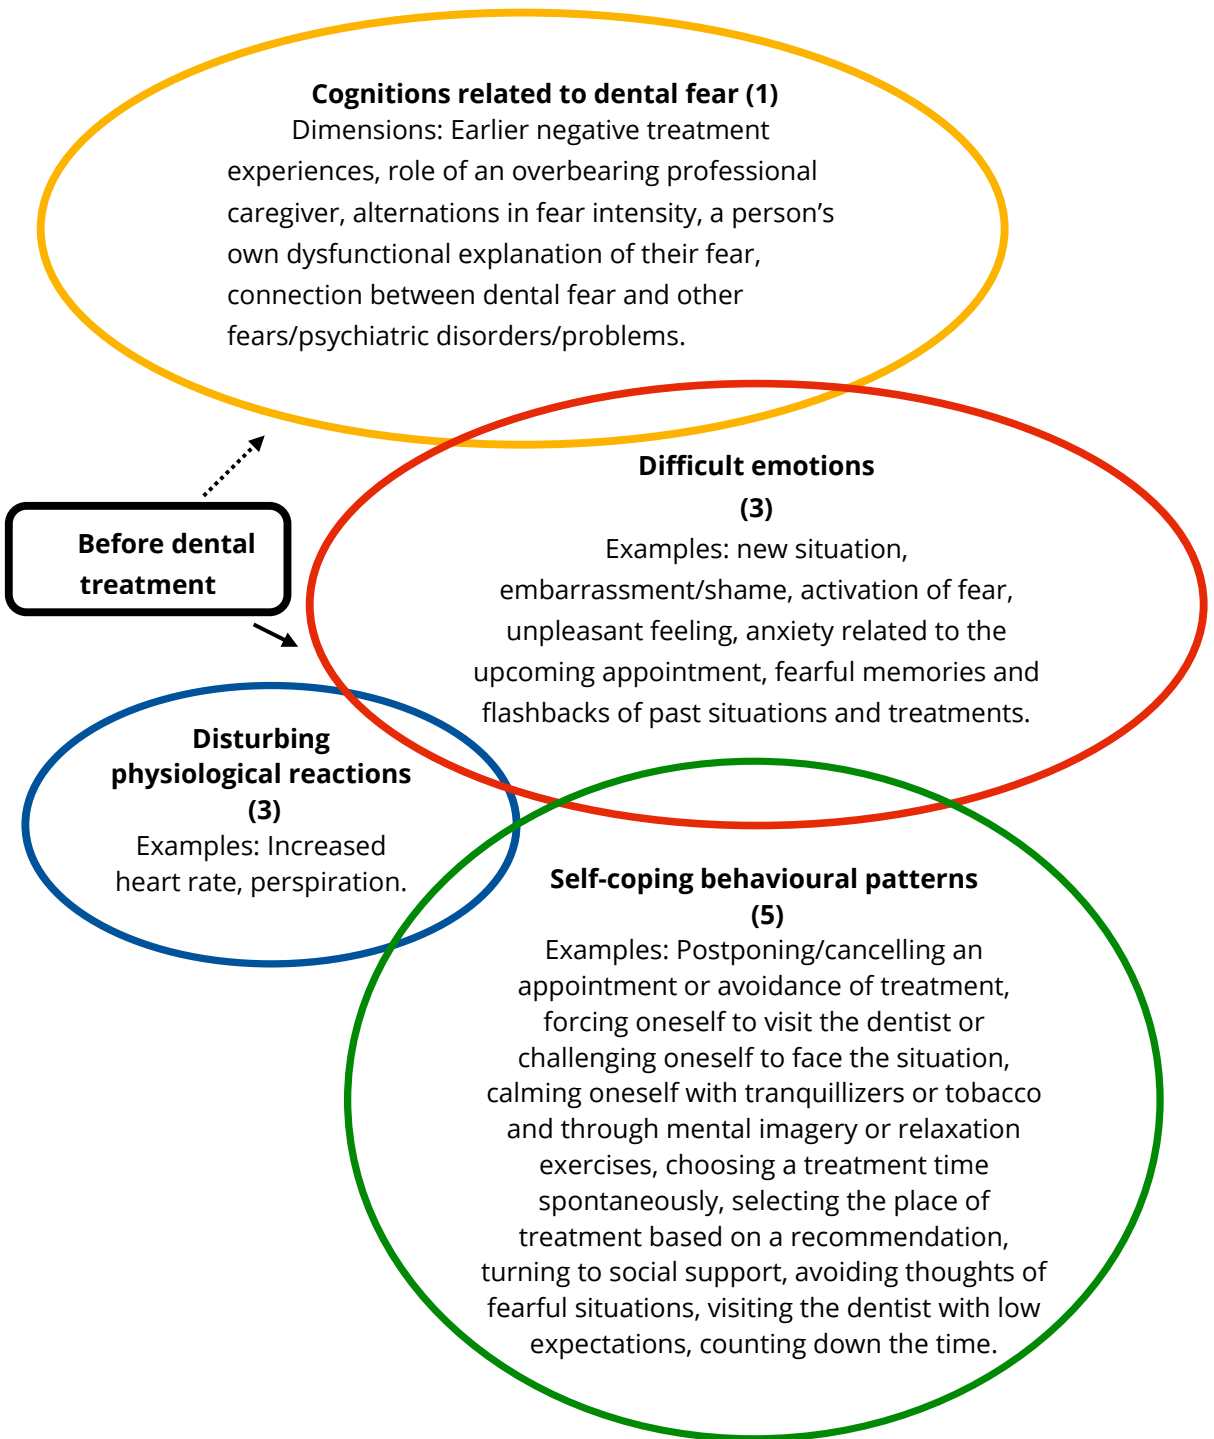 Cognitions related to dental fear (1)
Dimensions: Earlier negative treatment
experiences, role of an overbearing professional
caregiver, alternations in fear intensity, a person’s
own dysfunctional explanation of their fear,
connection between dental fear and other
fears/psychiatric disorders/problems.
Difficult emotions
(3)
Examples: new situation,
embarrassment/shame, activation of fear,
unpleasant feeling, anxiety related to the
upcoming appointment, fearful memories and
flashbacks of past situations and treatments.
Before dental
treatment
Disturbing
physiological reactions
(3)
Examples: Increased
heart rate, perspiration.
Self-coping behavioural patterns
(5)
Examples: Postponing/cancelling an
appointment or avoidance of treatment,
forcing oneself to visit the dentist or
challenging oneself to face the situation,
calming oneself with tranquillizers or tobacco
and through mental imagery or relaxation
exercises, choosing a treatment time
spontaneously, selecting the place of
treatment based on a recommendation,
turning to social support, avoiding thoughts of
fearful situations, visiting the dentist with low
expectations, counting down the time.